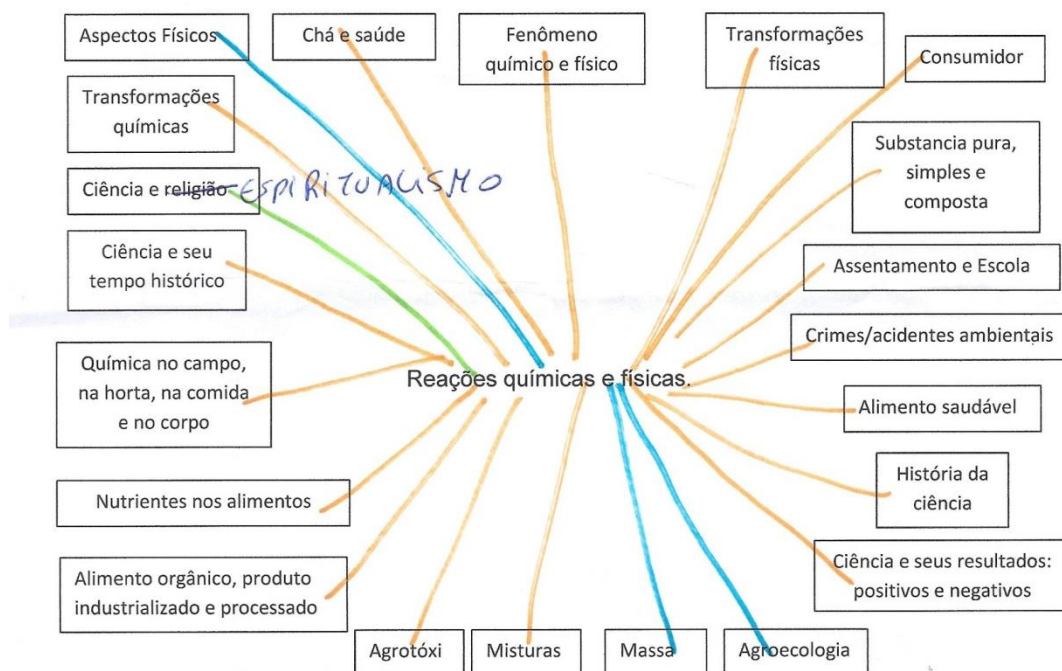 Aspectos Físicos
Chá e saúde
Fenômeno
químico e físico
Transformações
físicas
Consumidor
Transformações
químicas
Substancia pura,
simples e
composta
Ciência e religião ESPIRITUALISMO
Ciência e seu
tempo histórico
Assentamento e Escola
Crimes/acidentes ambientais
Química no campo,
na horta, na comida
e no corpo
Reações químicas e físicas.
Alimento saudável
História da
ciência
Nutrientes nos alimentos
Ciência e seus resultados:
positivos e negativos
Alimento orgânico, produto
industrializado e processado
Agrotóxi
Misturas
Massa
Agroecologia